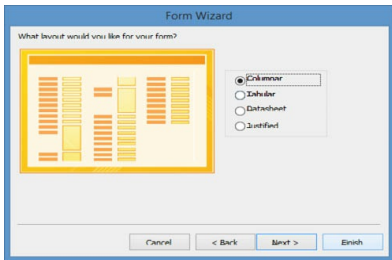 Form Wizard
What layout would you like for your form?
Columnar
Tabular
Datasheet
Justified
Cancel
< Back
Next >
Finish